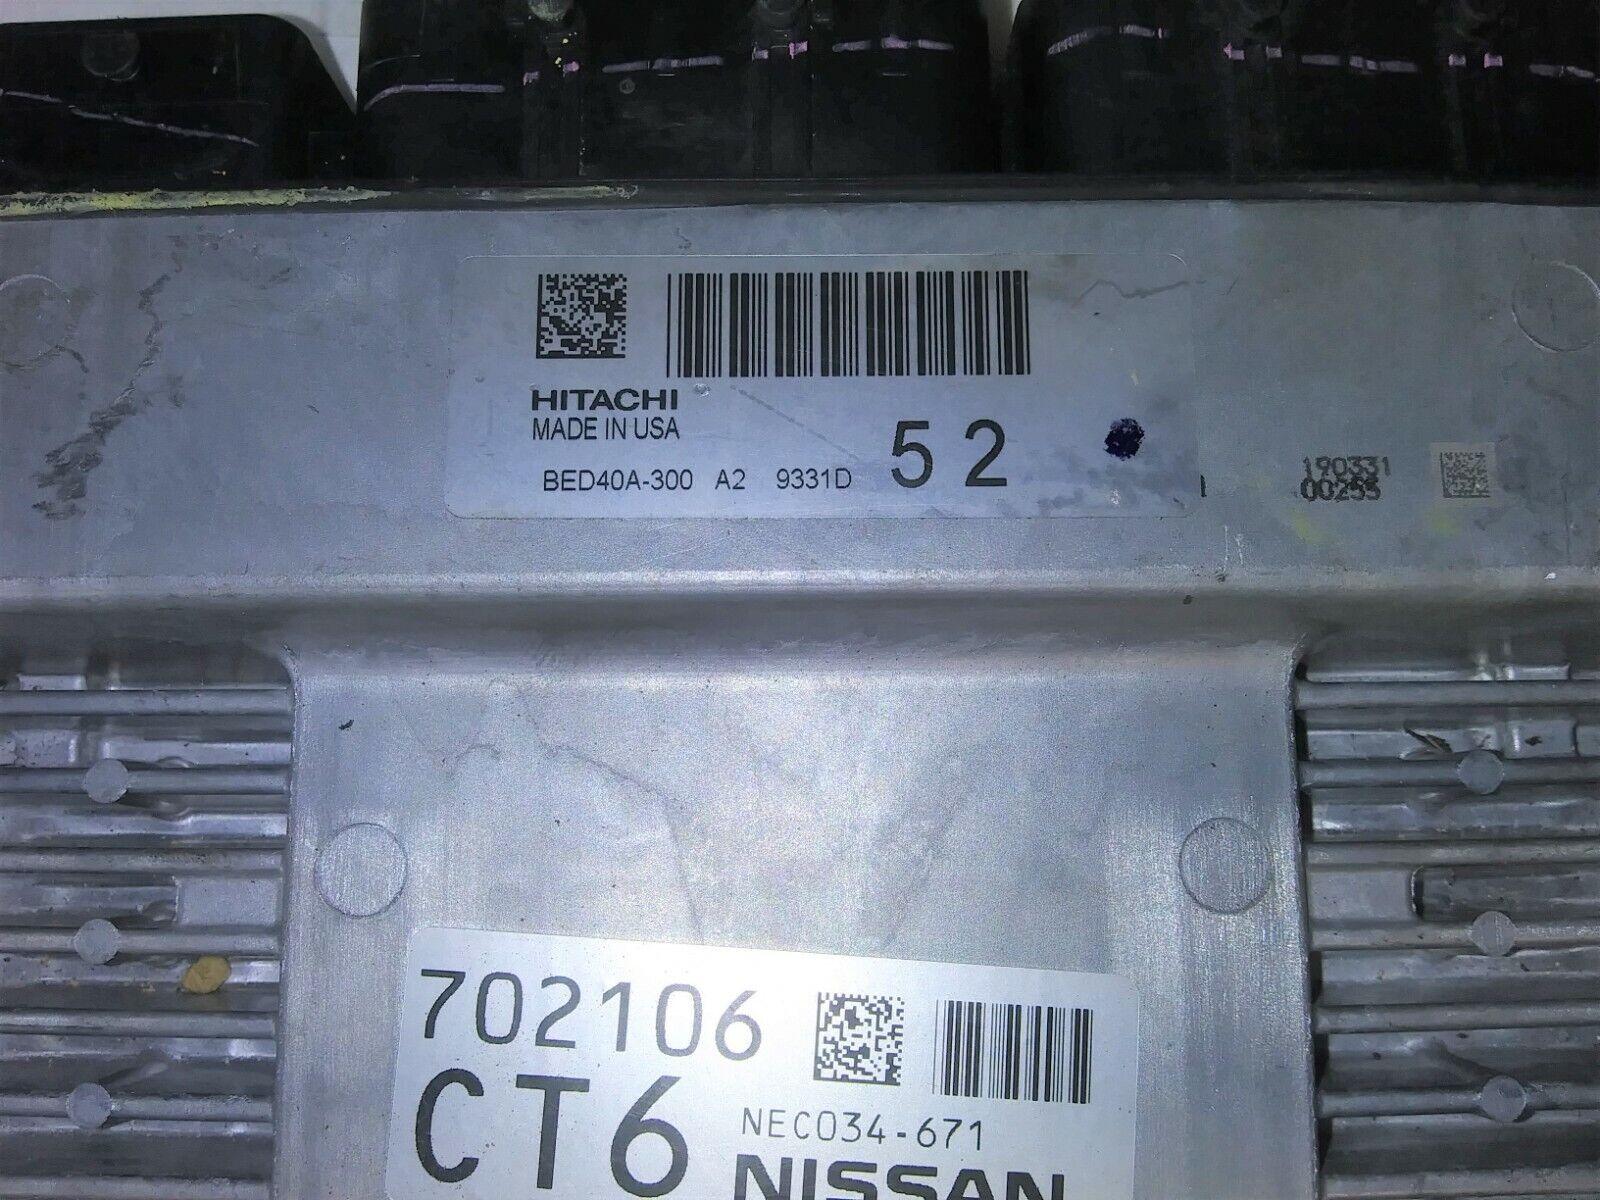 HITACHI
MADE IN USA
BED40A-300 A2 9331D 52
190331
00255
702106
CT6
NEC034-671
NISSAN